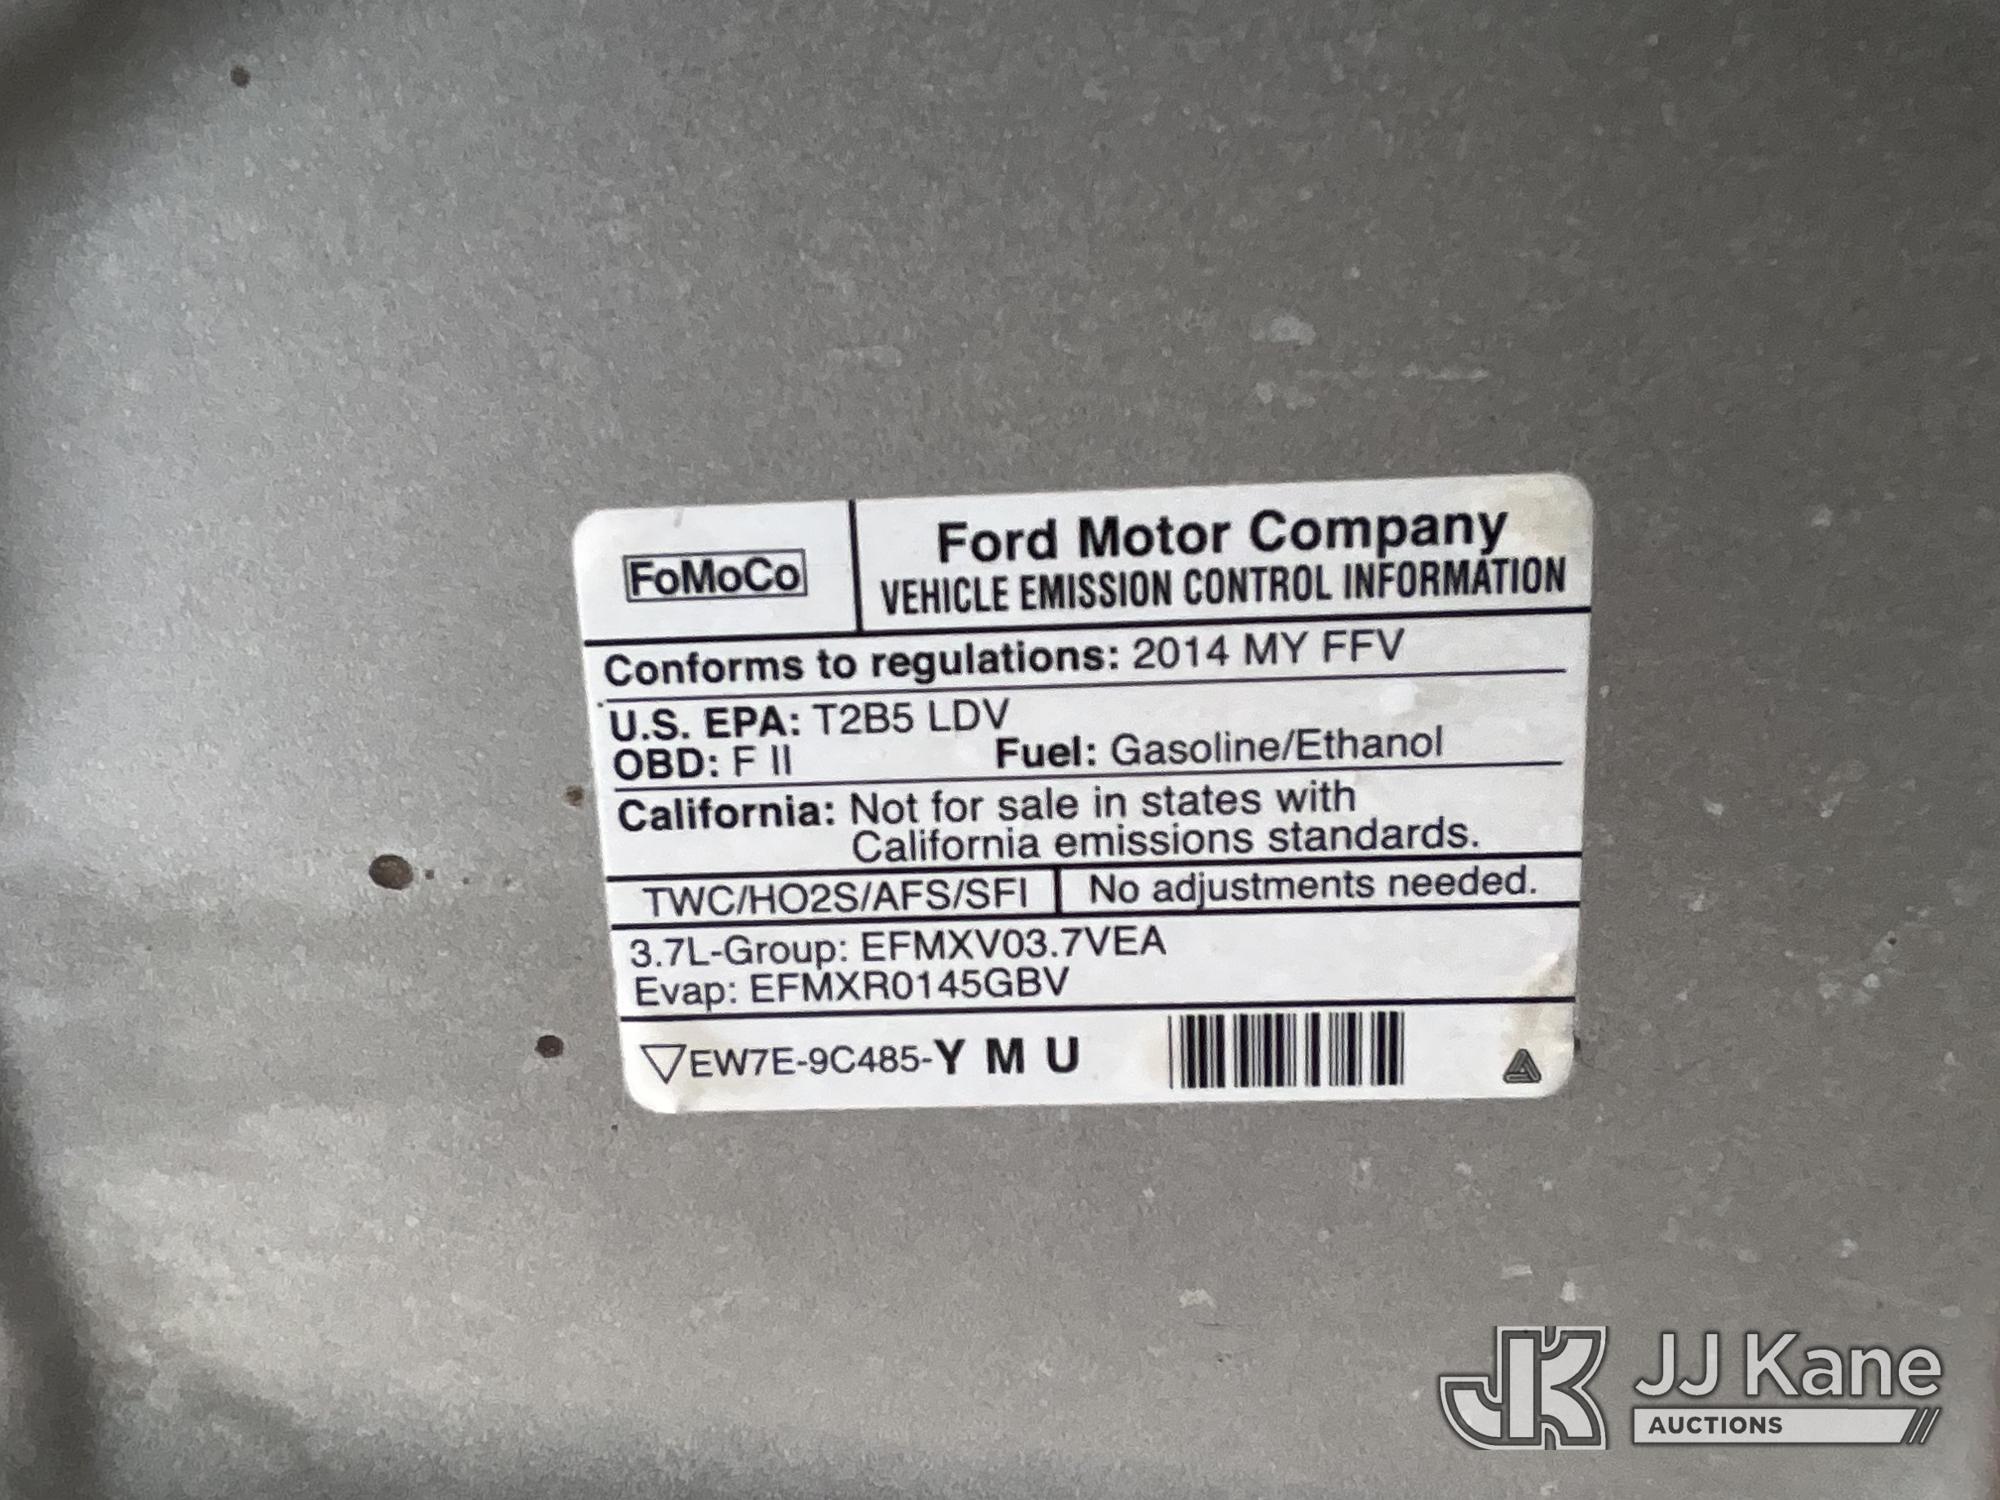 FoMoCo
Ford Motor Company
VEHICLE EMISSION CONTROL INFORMATION
Conforms to regulations: 2014 MY FFV
U.S. EPA: T2B5 LDV
OBD: F II Fuel: Gasoline/Ethanol
California: Not for sale in states with
California emissions standards.
TWC/HO2S/AFS/SFI No adjustments needed.
3.7L-Group: EFMXV03.7VEA
Evap: EFMXR0145GBV
EW7E-9C485-Y M U
JK JJ Kane
AUCTIONS